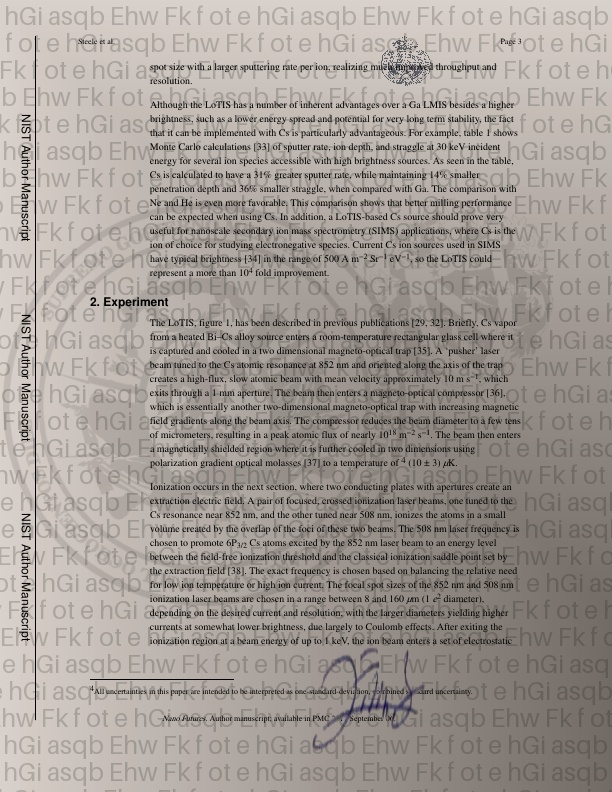 Steele et al. Page 3
spot size with a larger sputtering rate per ion, realizing much improved throughput and
resolution.
Although the LoTIS has a number of inherent advantages over a Ga LMIS besides a higher
brightness, such as a lower energy spread and potential for very long term stability, the fact
that it can be implemented with Cs is particularly advantageous. For example, table 1 shows
Monte Carlo calculations [33] of sputter rate, ion depth, and straggle at 30 keV incident
energy for several ion species accessible with high brightness sources. As seen in the table,
Cs is calculated to have a 31% greater sputter rate, while maintaining 14% smaller
penetration depth and 36% smaller straggle, when compared with Ga. The comparison with
Ne and He is even more favorable. This comparison shows that better milling performance
can be expected when using Cs. In addition, a LoTIS-based Cs source should prove very
useful for nanoscale secondary ion mass spectrometry (SIMS) applications, where Cs is the
ion of choice for studying electronegative species. Current Cs ion sources used in SIMS
have typical brightness [34] in the range of 500 A m⁻² Sr⁻¹ eV⁻¹, so the LoTIS could
represent a more than 10⁴ fold improvement.
2. Experiment
The LoTIS, figure 1, has been described in previous publications [29, 32]. Briefly, Cs vapor
from a heated Bi–Cs alloy source enters a room-temperature rectangular glass cell where it
is captured and cooled in a two dimensional magneto-optical trap [35]. A ‘pusher’ laser
beam tuned to the Cs atomic resonance at 852 nm and oriented along the axis of the trap
creates a high-flux, slow atomic beam with mean velocity approximately 10 m s⁻¹, which
exits through a 1 mm aperture. The beam then enters a magneto-optical compressor [36],
which is essentially another two-dimensional magneto-optical trap with increasing magnetic
field gradients along the beam axis. The compressor reduces the beam diameter to a few tens
of micrometers, resulting in a peak atomic flux of nearly 10¹⁸ m⁻² s⁻¹. The beam then enters
a magnetically shielded region where it is further cooled in two dimensions using
polarization gradient optical molasses [37] to a temperature of ⁴ (10 ± 3) μK.
Ionization occurs in the next section, where two conducting plates with apertures create an
extraction electric field. A pair of focused, crossed ionization laser beams, one tuned to the
Cs resonance near 852 nm, and the other tuned near 508 nm, ionizes the atoms in a small
volume created by the overlap of the foci of these two beams. The 508 nm laser frequency is
chosen to promote 6P₃/₂ Cs atoms excited by the 852 nm laser beam to an energy level
between the field-free ionization threshold and the classical ionization saddle point set by
the extraction field [38]. The exact frequency is chosen based on balancing the relative need
for low ion temperature or high ion current. The focal spot sizes of the 852 nm and 508 nm
ionization laser beams are chosen in a range between 8 and 160 μm (1 e² diameter),
depending on the desired current and resolution, with the larger diameters yielding higher
currents at somewhat lower brightness, due largely to Coulomb effects. After exiting the
ionization region at a beam energy of up to 1 keV, the ion beam enters a set of electrostatic
⁴All uncertainties in this paper are intended to be interpreted as one-standard-deviation, combined standard uncertainty.
Nano Futures. Author manuscript; available in PMC September
NIST Author Manuscript
NIST Author Manuscript
NIST Author Manuscript